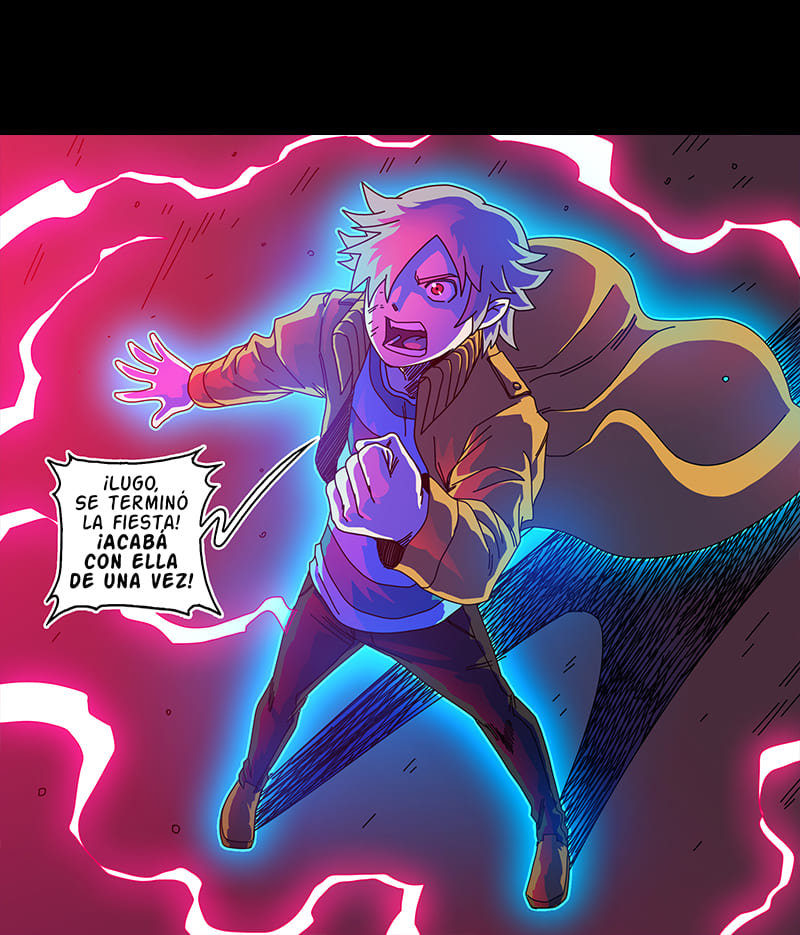 ¡LUGO,
SE TERMINÓ
LA FIESTA!
¡ACABÁ
CON ELLA
DE UNA VEZ!